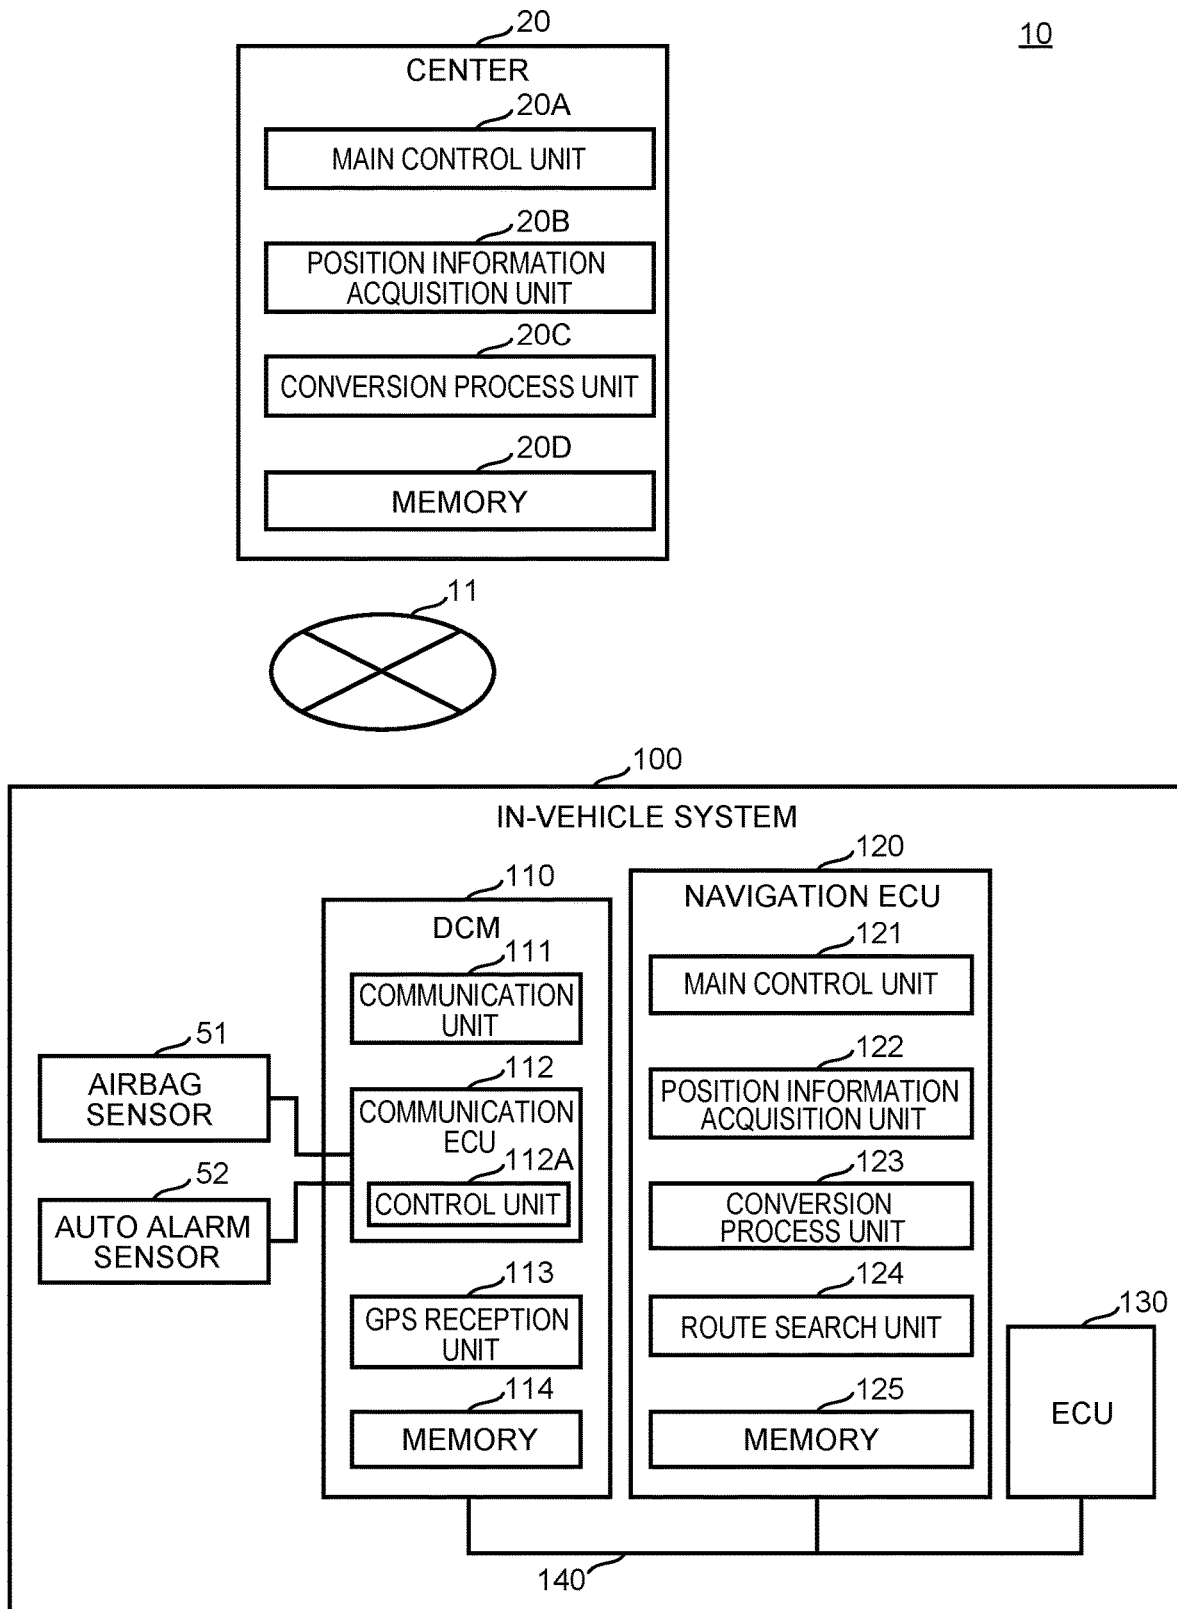 20
10
CENTER
20A
MAIN CONTROL UNIT
20B
POSITION INFORMATION
ACQUISITION UNIT
20C
CONVERSION PROCESS UNIT
20D
MEMORY
11
100
IN-VEHICLE SYSTEM
110
DCM
111
COMMUNICATION
UNIT
51
AIRBAG
SENSOR
112
COMMUNICATION
ECU
112A
CONTROL UNIT
52
AUTO ALARM
SENSOR
113
GPS RECEPTION
UNIT
114
MEMORY
120
NAVIGATION ECU
121
MAIN CONTROL UNIT
122
POSITION INFORMATION
ACQUISITION UNIT
123
CONVERSION
PROCESS UNIT
124
ROUTE SEARCH UNIT
125
MEMORY
130
ECU
140